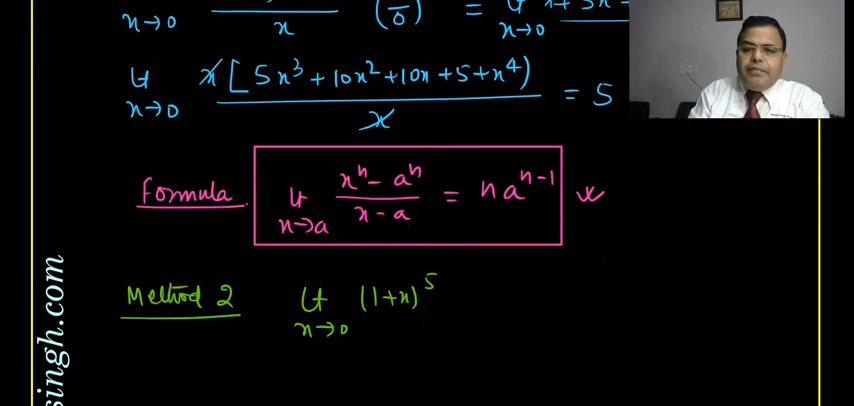 lt x→0 / x (0/0) = lt x→0
lt x→0 x[5x³+10x²+10x+5+x⁴] / x = 5
Formula lt x→a (xⁿ - aⁿ)/(x - a) = n aⁿ⁻¹
Method 2 lt x→0 (1+x)⁵
singh.com